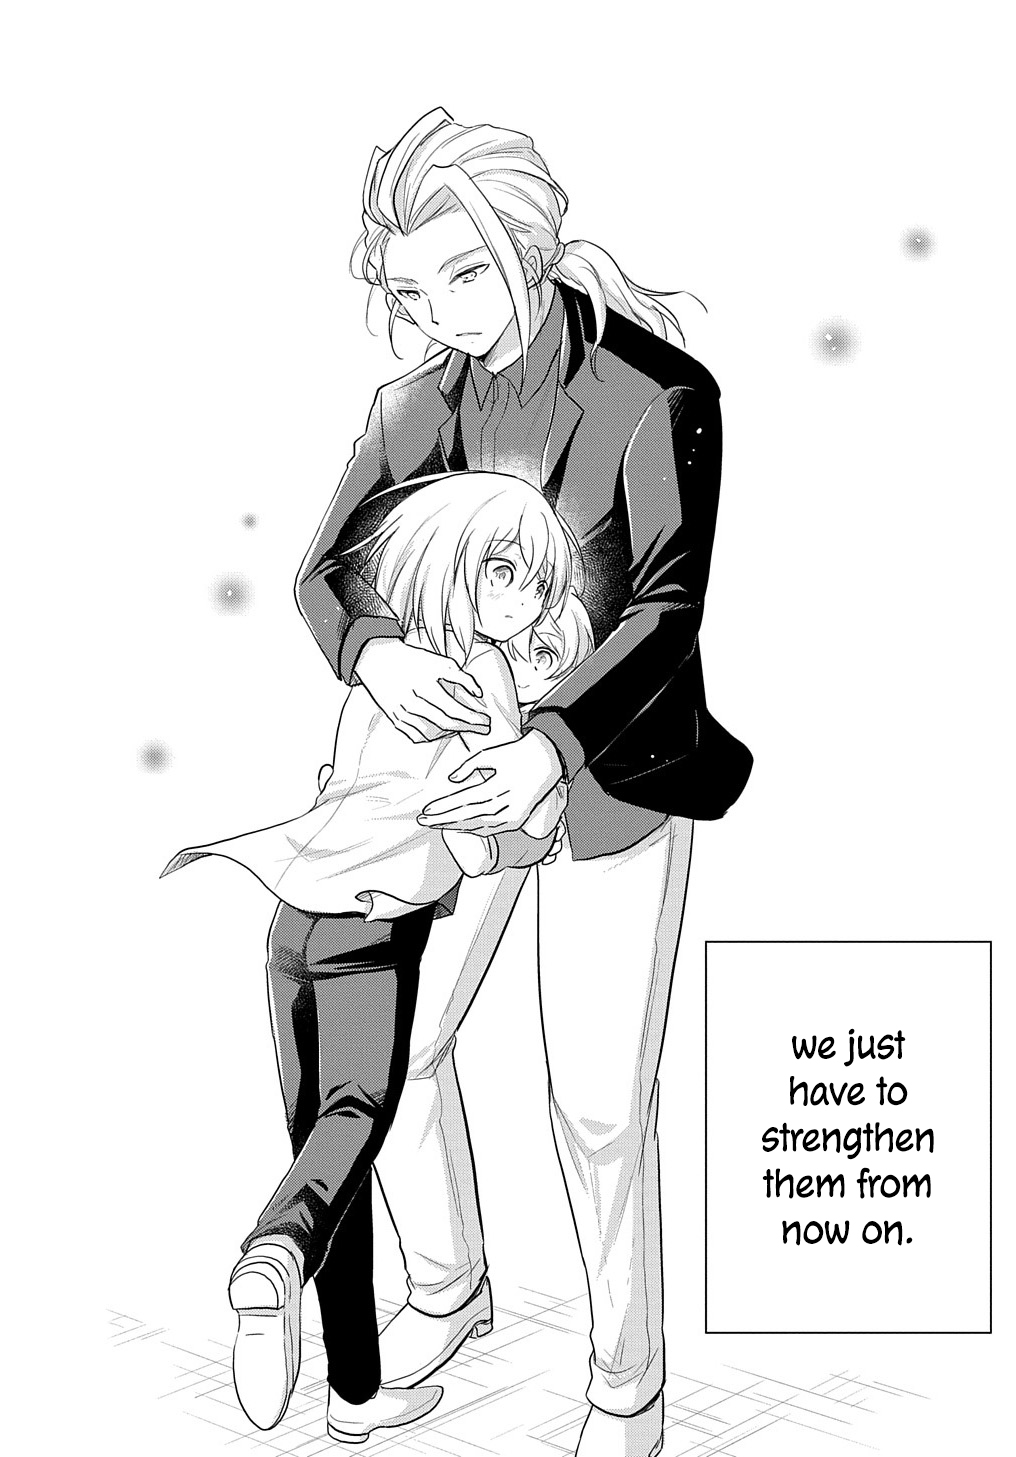 we just
have to
strengthen
them from
now on.